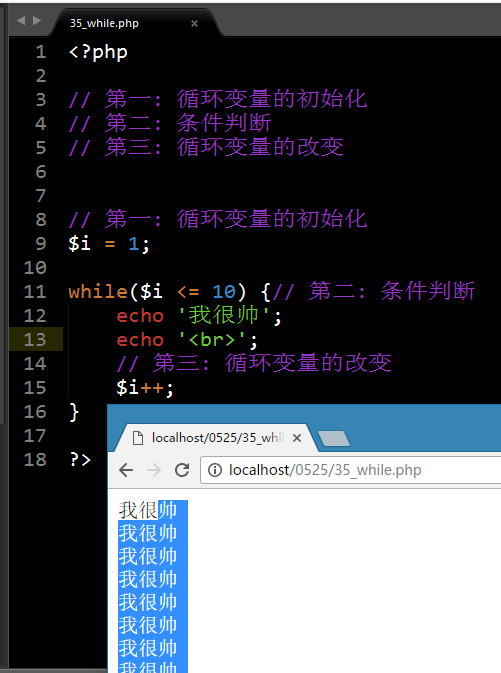 35_while.php
1 <?php
2
3 // 第一: 循环变量的初始化
4 // 第二: 条件判断
5 // 第三: 循环变量的改变
6
7
8 // 第一: 循环变量的初始化
9 $i = 1;
10
11 while($i <= 10) {// 第二: 条件判断
12 echo '我很帅';
13 echo '<br>';
14 // 第三: 循环变量的改变
15 $i++;
16 }
17
18 ?>
localhost/0525/35_whil
localhost/0525/35_while.php
我很帅
我很帅
我很帅
我很帅
我很帅
我很帅
我很帅
我很帅